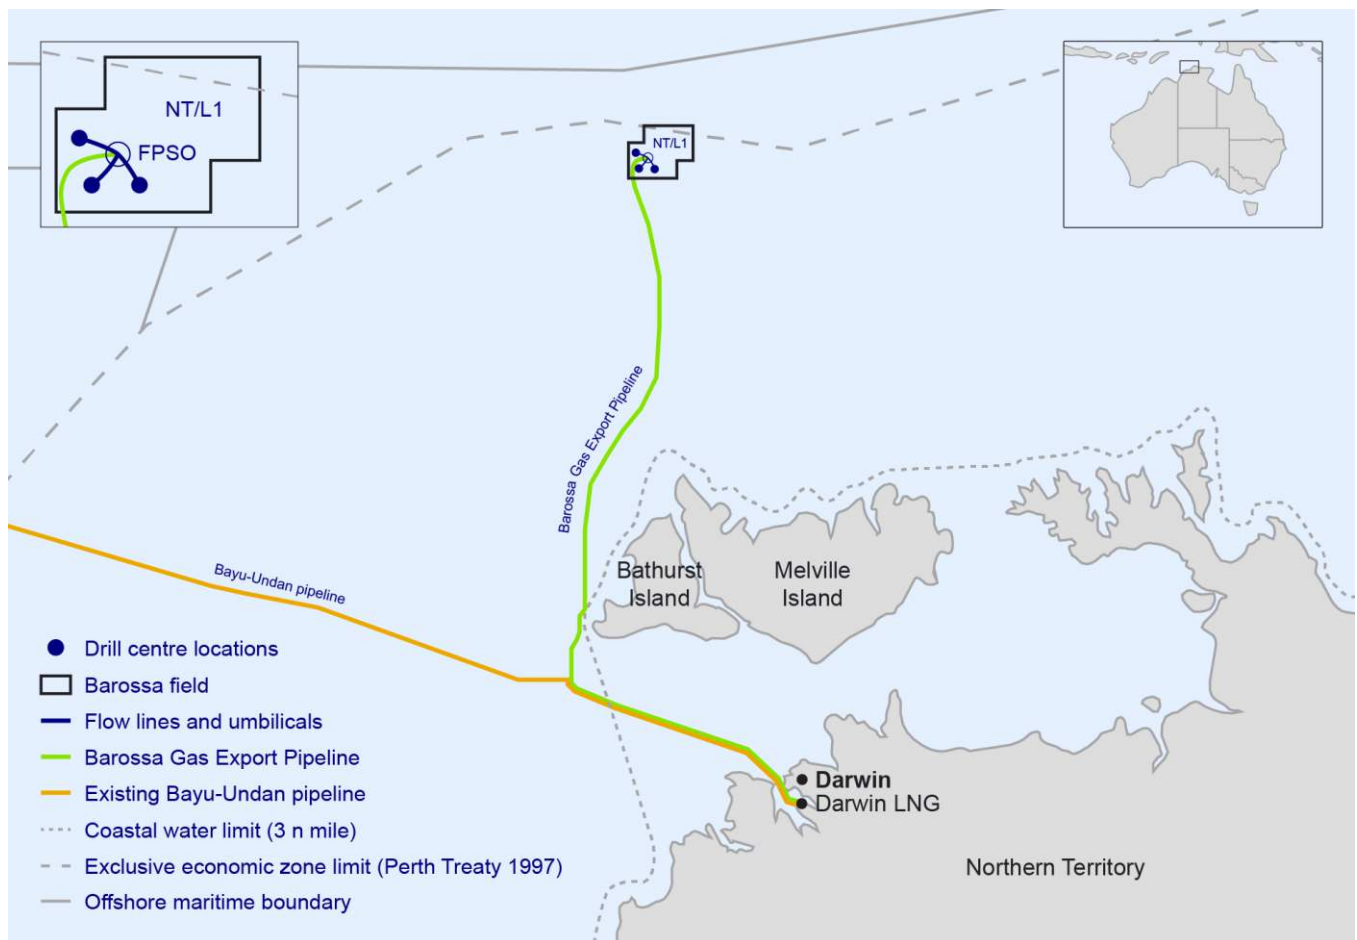 NT/L1
FPSO
NT/L1
Barossa Gas Export Pipeline
Bayu-Undan pipeline
Bathurst
Island
Melville
Island
Drill centre locations
Barossa field
Flow lines and umbilicals
Barossa Gas Export Pipeline
Existing Bayu-Undan pipeline
Coastal water limit (3 n mile)
Exclusive economic zone limit (Perth Treaty 1997)
Offshore maritime boundary
Darwin
Darwin LNG
Northern Territory